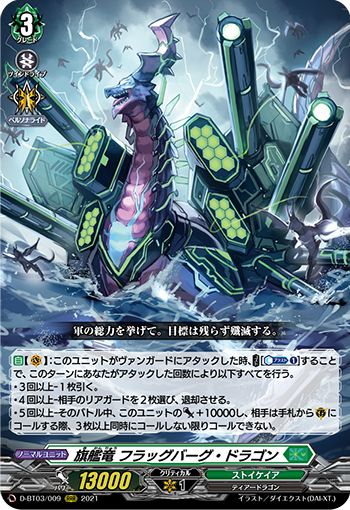 3
グレード
ツインドライブ
ペルソナライド
軍の総力を挙げて。目標は残らず殲滅する。
自【V】:このユニットがヴァンガードにアタックした時、【コスト】【(1)】することで、このターンにあなたがアタックした回数により以下すべてを行う。
・3回以上-1枚引く。
・4回以上-相手のリアガードを2枚選び、退却させる。
・5回以上-そのバトル中、このユニットの+10000し、相手は手札からGにコールする際、3枚以上同時にコールしない限りコールできない。
ノーマルユニット
旗艦竜 フラッグバーグ・ドラゴン
パワー
13000
クリティカル
1
ストイケイア
ティアードラゴン
D-BT03/009 RRR 2021
イラスト/ダイエクスト(DAI-XT.)